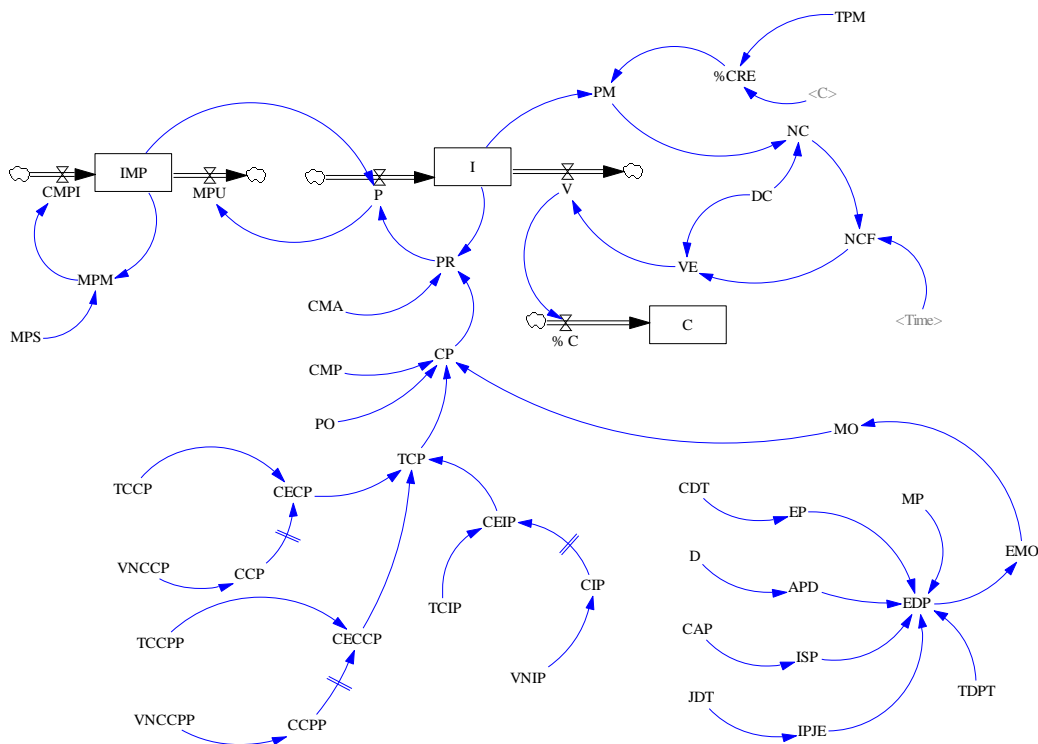 TPM
%CRE
PM
<C>
NC
IMP
I
CMPI
MPU
P
V
DC
NCF
PR
VE
MPM
CMA
<Time>
MPS
C
% C
CP
CMP
PO
MO
TCP
TCCP
CECP
CDT
MP
EP
CEIP
EMO
VNCCP
CCP
D
APD
CIP
EDP
TCIP
TCCPP
CECCP
CAP
ISP
VNIP
TDPT
JDT
VNCCPP
CCPP
IPJE